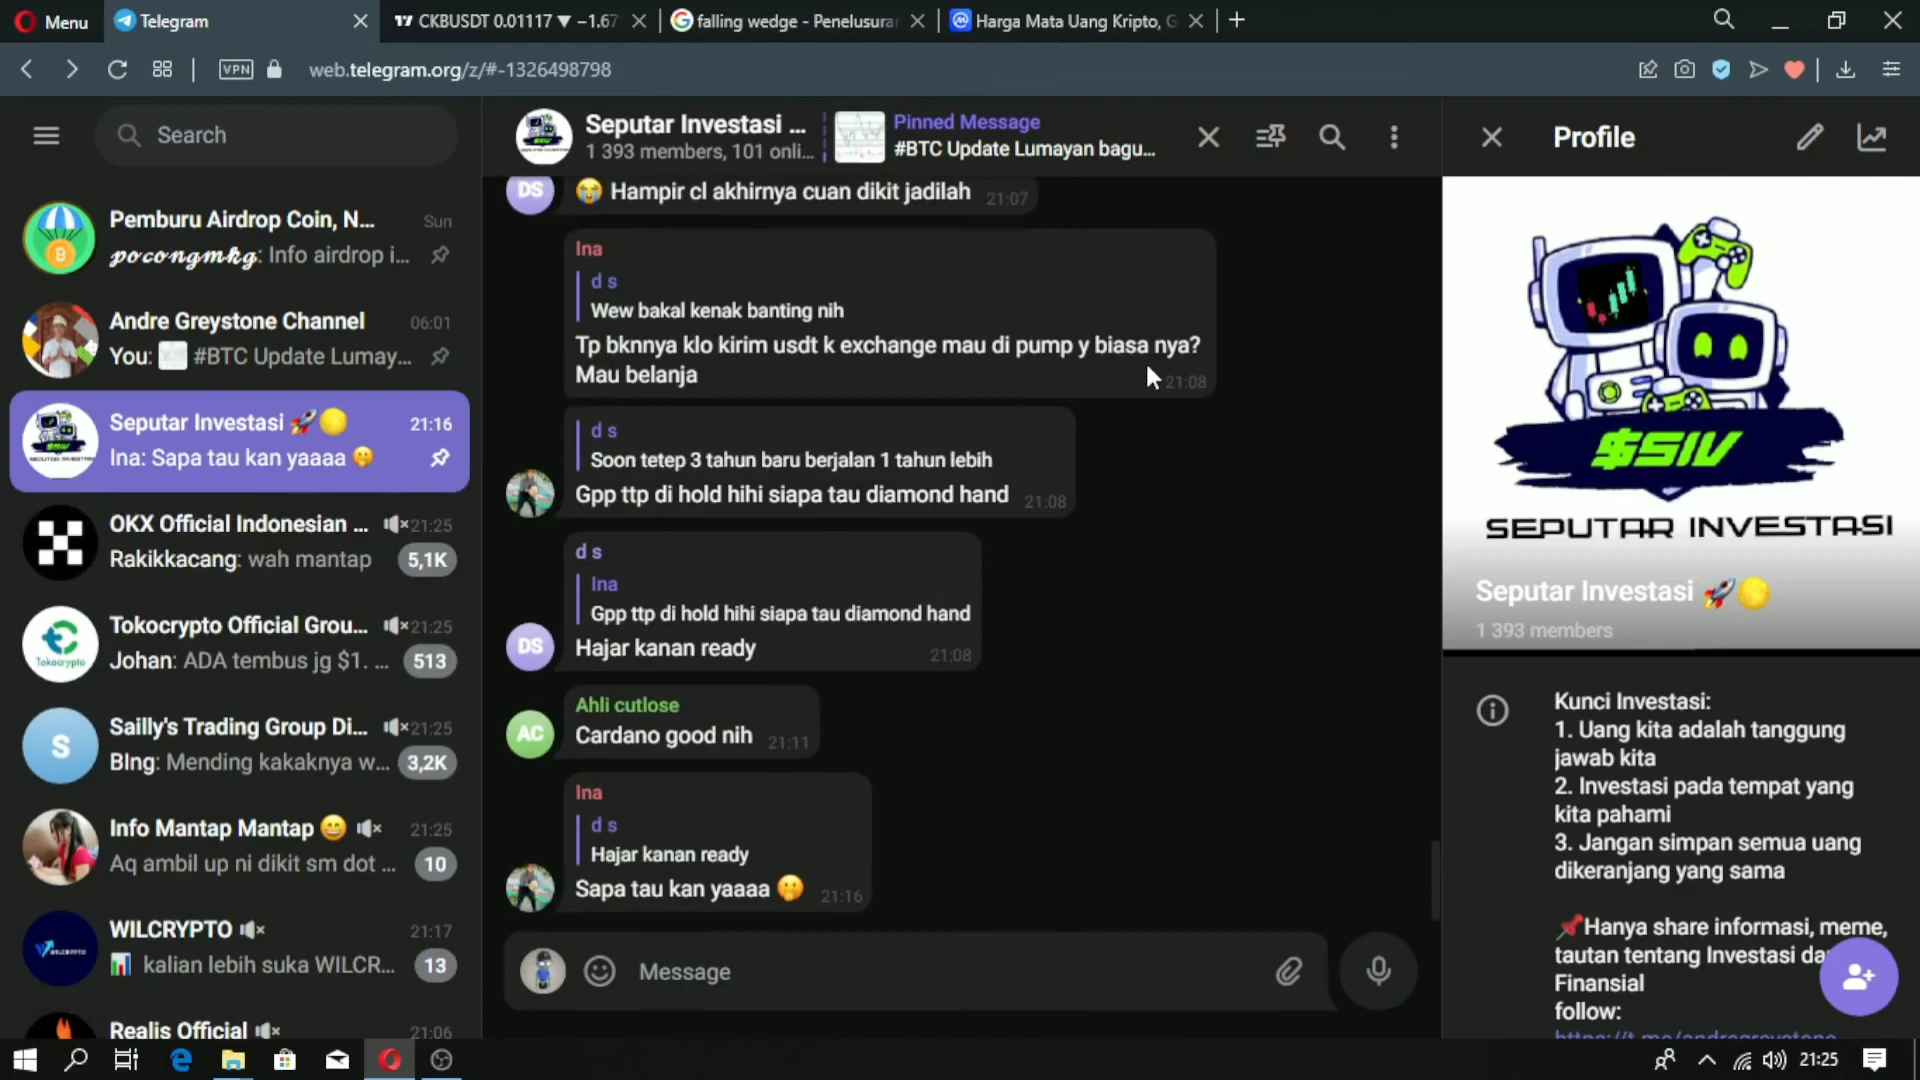 Menu
Telegram
CKBUSDT 0.01117 ▼ −1.67
falling wedge - Penelusuran
Harga Mata Uang Kripto, G
VPN
web.telegram.org/z/#-1326498798
Search
Pemburu Airdrop Coin, N...
Sun
pocongmkg: Info airdrop i...
Andre Greystone Channel
06:01
You: #BTC Update Lumay...
Seputar Investasi 🚀🌕
21:16
Ina: Sapa tau kan yaaaa 🤭
OKX Official Indonesian ...
21:25
Rakikkacang: wah mantap
5,1K
Tokocrypto Official Grou...
21:25
Tokocrypto
Johan: ADA tembus jg $1. ...
513
S
Sailly's Trading Group Di...
21:25
BIng: Mending kakaknya w...
3,2K
Info Mantap Mantap 😄
21:25
Aq ambil up ni dikit sm dot ...
10
WILCRYPTO
21:17
📊 kalian lebih suka WILCR...
13
Realis Official
21:06
Seputar Investasi ...
1 393 members, 101 onli...
Pinned Message
#BTC Update Lumayan bagu...
DS
😭 Hampir cl akhirnya cuan dikit jadilah
21:07
Ina
d s
Wew bakal kenak banting nih
Tp bknnya klo kirim usdt k exchange mau di pump y biasa nya?
Mau belanja
21:08
d s
Soon tetep 3 tahun baru berjalan 1 tahun lebih
Gpp ttp di hold hihi siapa tau diamond hand
21:08
d s
Ina
Gpp ttp di hold hihi siapa tau diamond hand
DS
Hajar kanan ready
21:08
Ahli cutlose
AC
Cardano good nih
21:11
Ina
d s
Hajar kanan ready
Sapa tau kan yaaaa 🤭
21:16
Message
Profile
$SIV
SEPUTAR INVESTASI
Seputar Investasi 🚀🌕
1 393 members
Kunci Investasi:
1. Uang kita adalah tanggung
jawab kita
2. Investasi pada tempat yang
kita pahami
3. Jangan simpan semua uang
dikeranjang yang sama
📌Hanya share informasi, meme,
tautan tentang Investasi da
Finansial
follow:
https://t.me/andregreystone
21:25